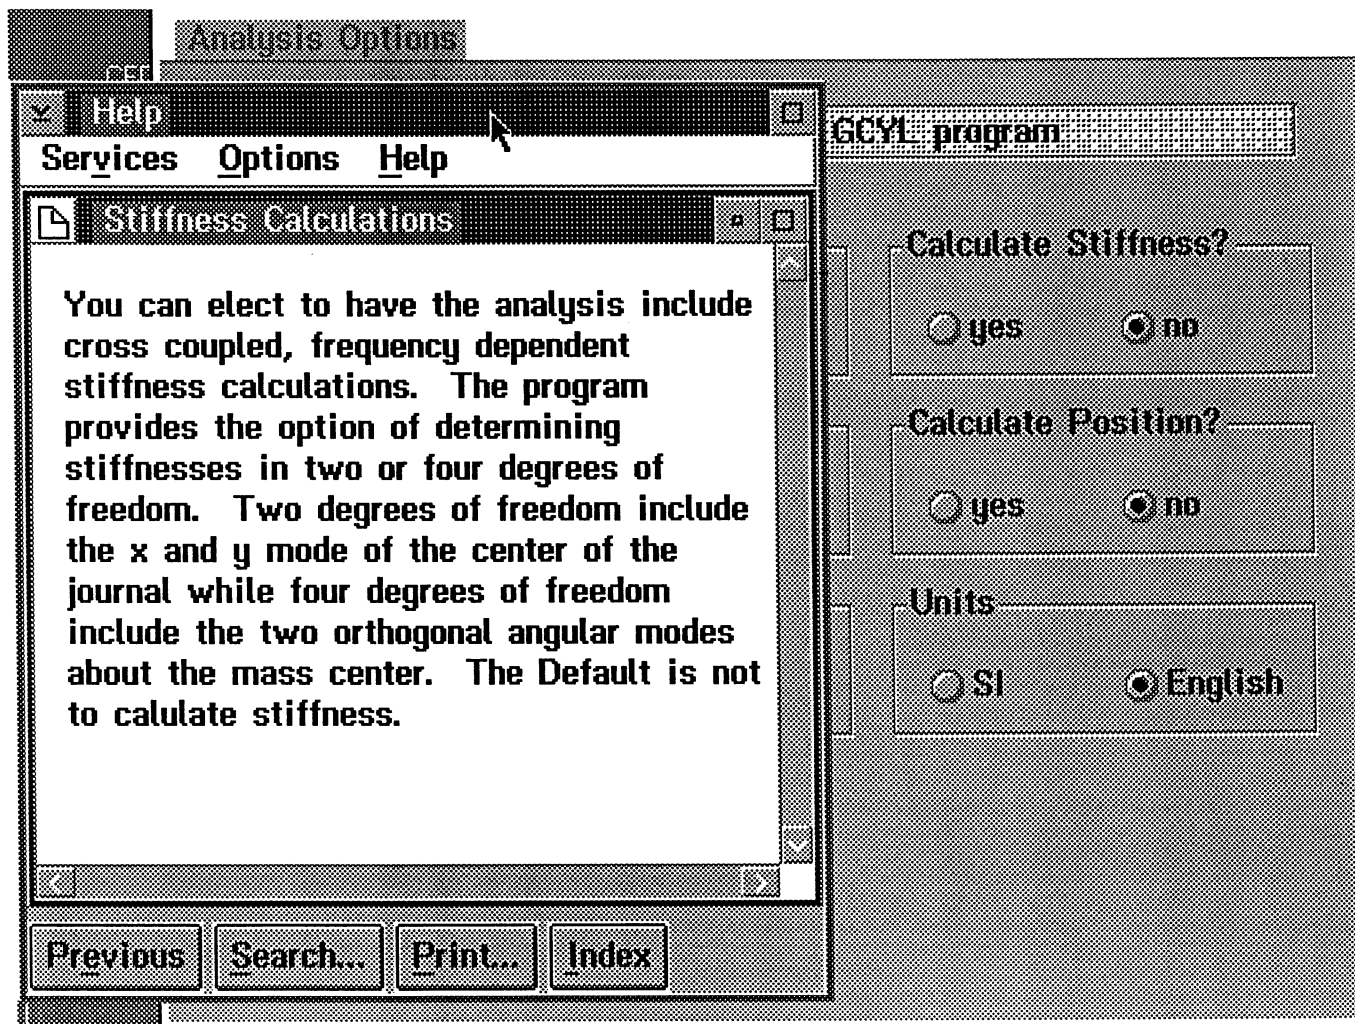 Analysis Options
Help
GCYL program
Services Options Help
Stiffness Calculations
You can elect to have the analysis include
cross coupled, frequency dependent
stiffness calculations. The program
provides the option of determining
stiffnesses in two or four degrees of
freedom. Two degrees of freedom include
the x and y mode of the center of the
journal while four degrees of freedom
include the two orthogonal angular modes
about the mass center. The Default is not
to calulate stiffness.
Previous Search... Print... Index
Calculate Stiffness?
yes no
Calculate Position?
yes no
Units
SI English